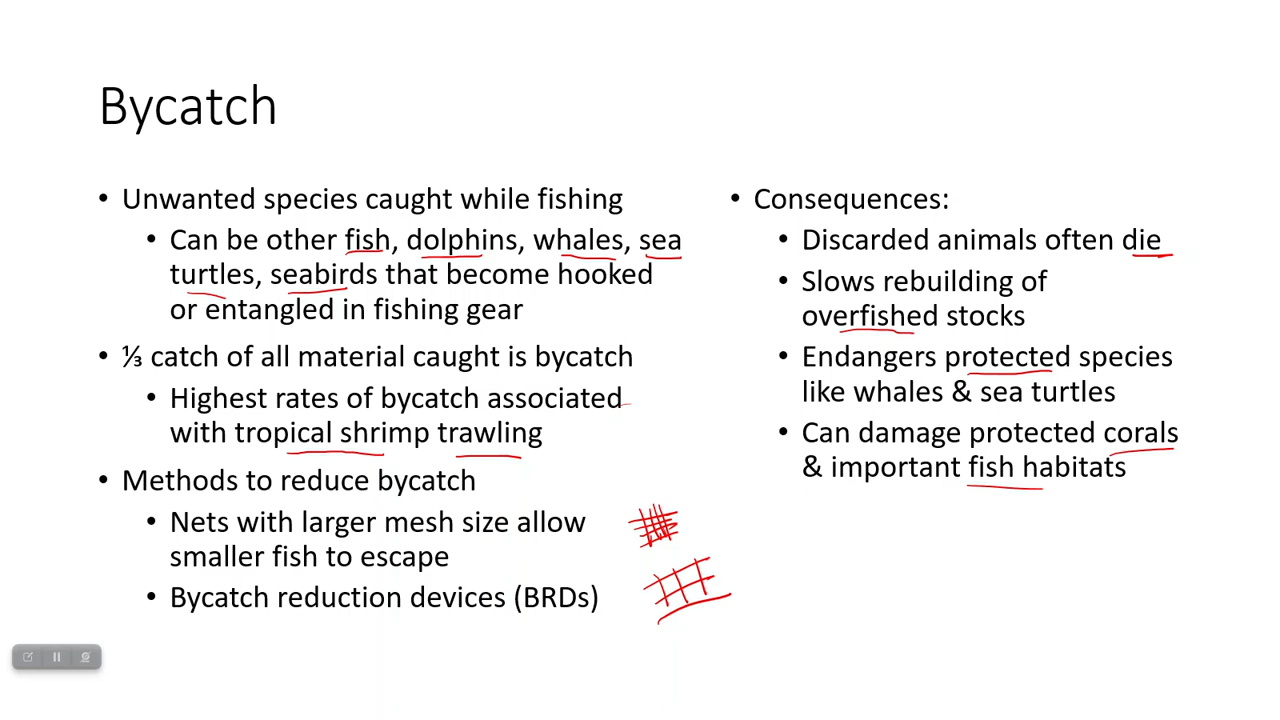 Bycatch
• Unwanted species caught while fishing
• Can be other fish, dolphins, whales, sea
turtles, seabirds that become hooked
or entangled in fishing gear
• ⅓ catch of all material caught is bycatch
• Highest rates of bycatch associated
with tropical shrimp trawling
• Methods to reduce bycatch
• Nets with larger mesh size allow
smaller fish to escape
• Bycatch reduction devices (BRDs)
• Consequences:
• Discarded animals often die
• Slows rebuilding of
overfished stocks
• Endangers protected species
like whales & sea turtles
• Can damage protected corals
& important fish habitats